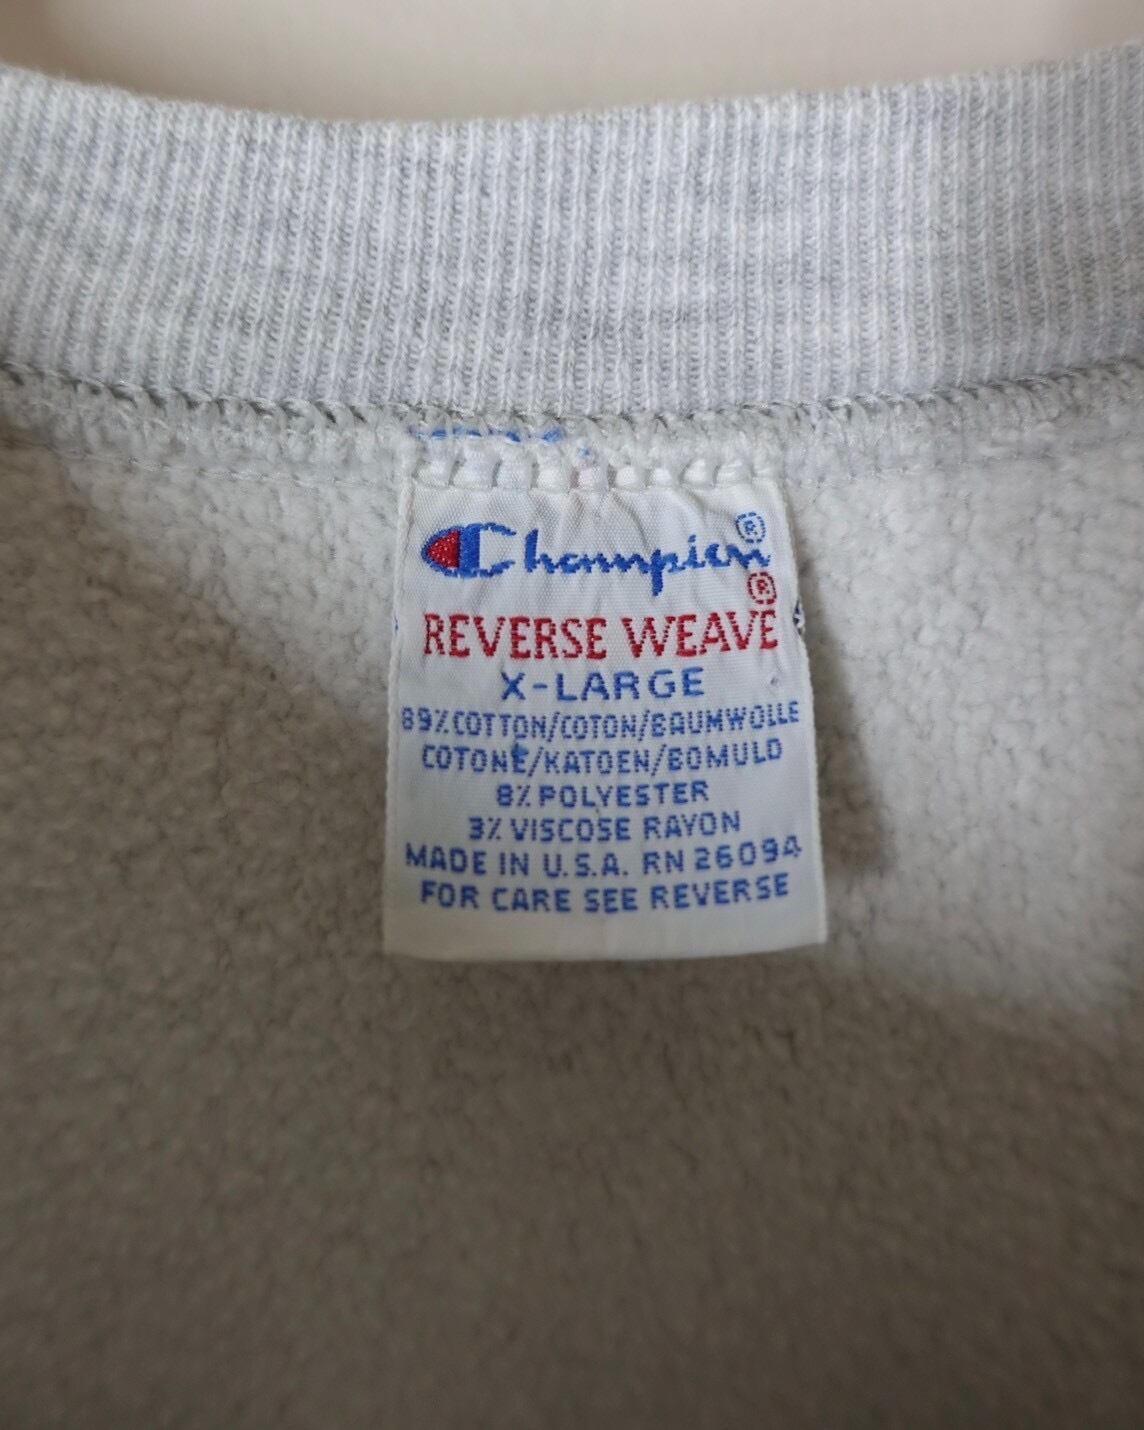 Champion®
REVERSE WEAVE®
X-LARGE
89% COTTON/COTON/BAUMWOLLE
COTONE/KATOEN/BOMULD
8% POLYESTER
3% VISCOSE RAYON
MADE IN U.S.A. RN 26094
FOR CARE SEE REVERSE